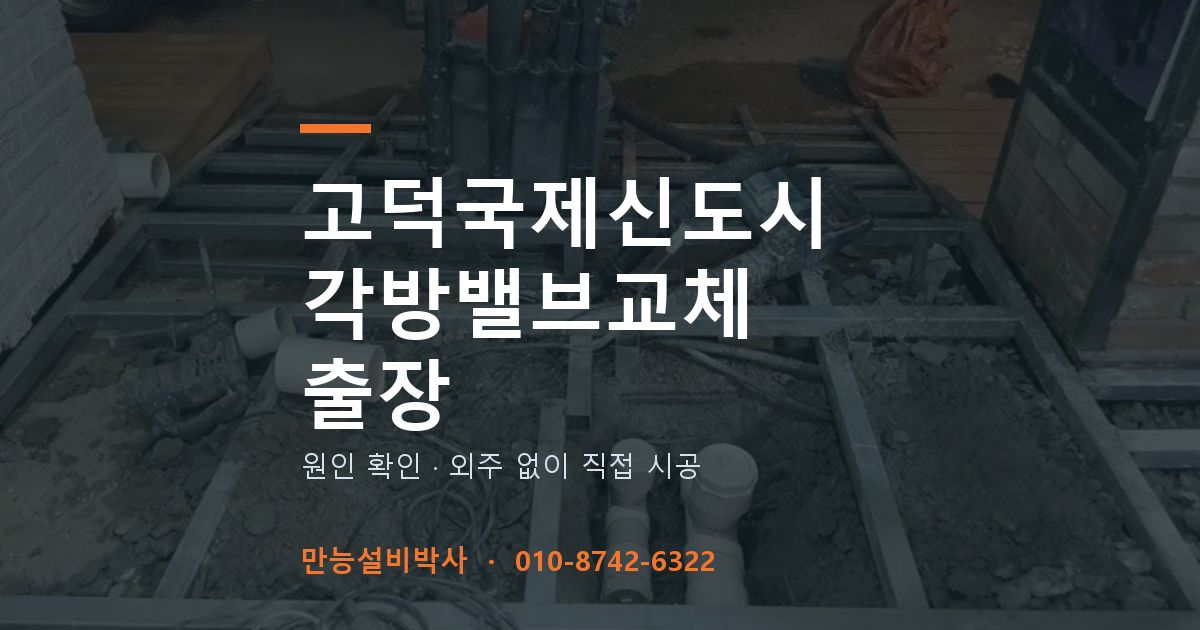 고덕국제신도시
각방밸브교체
출장
원인 확인 · 외주 없이 직접 시공
만능설비박사 · 010-8742-6322